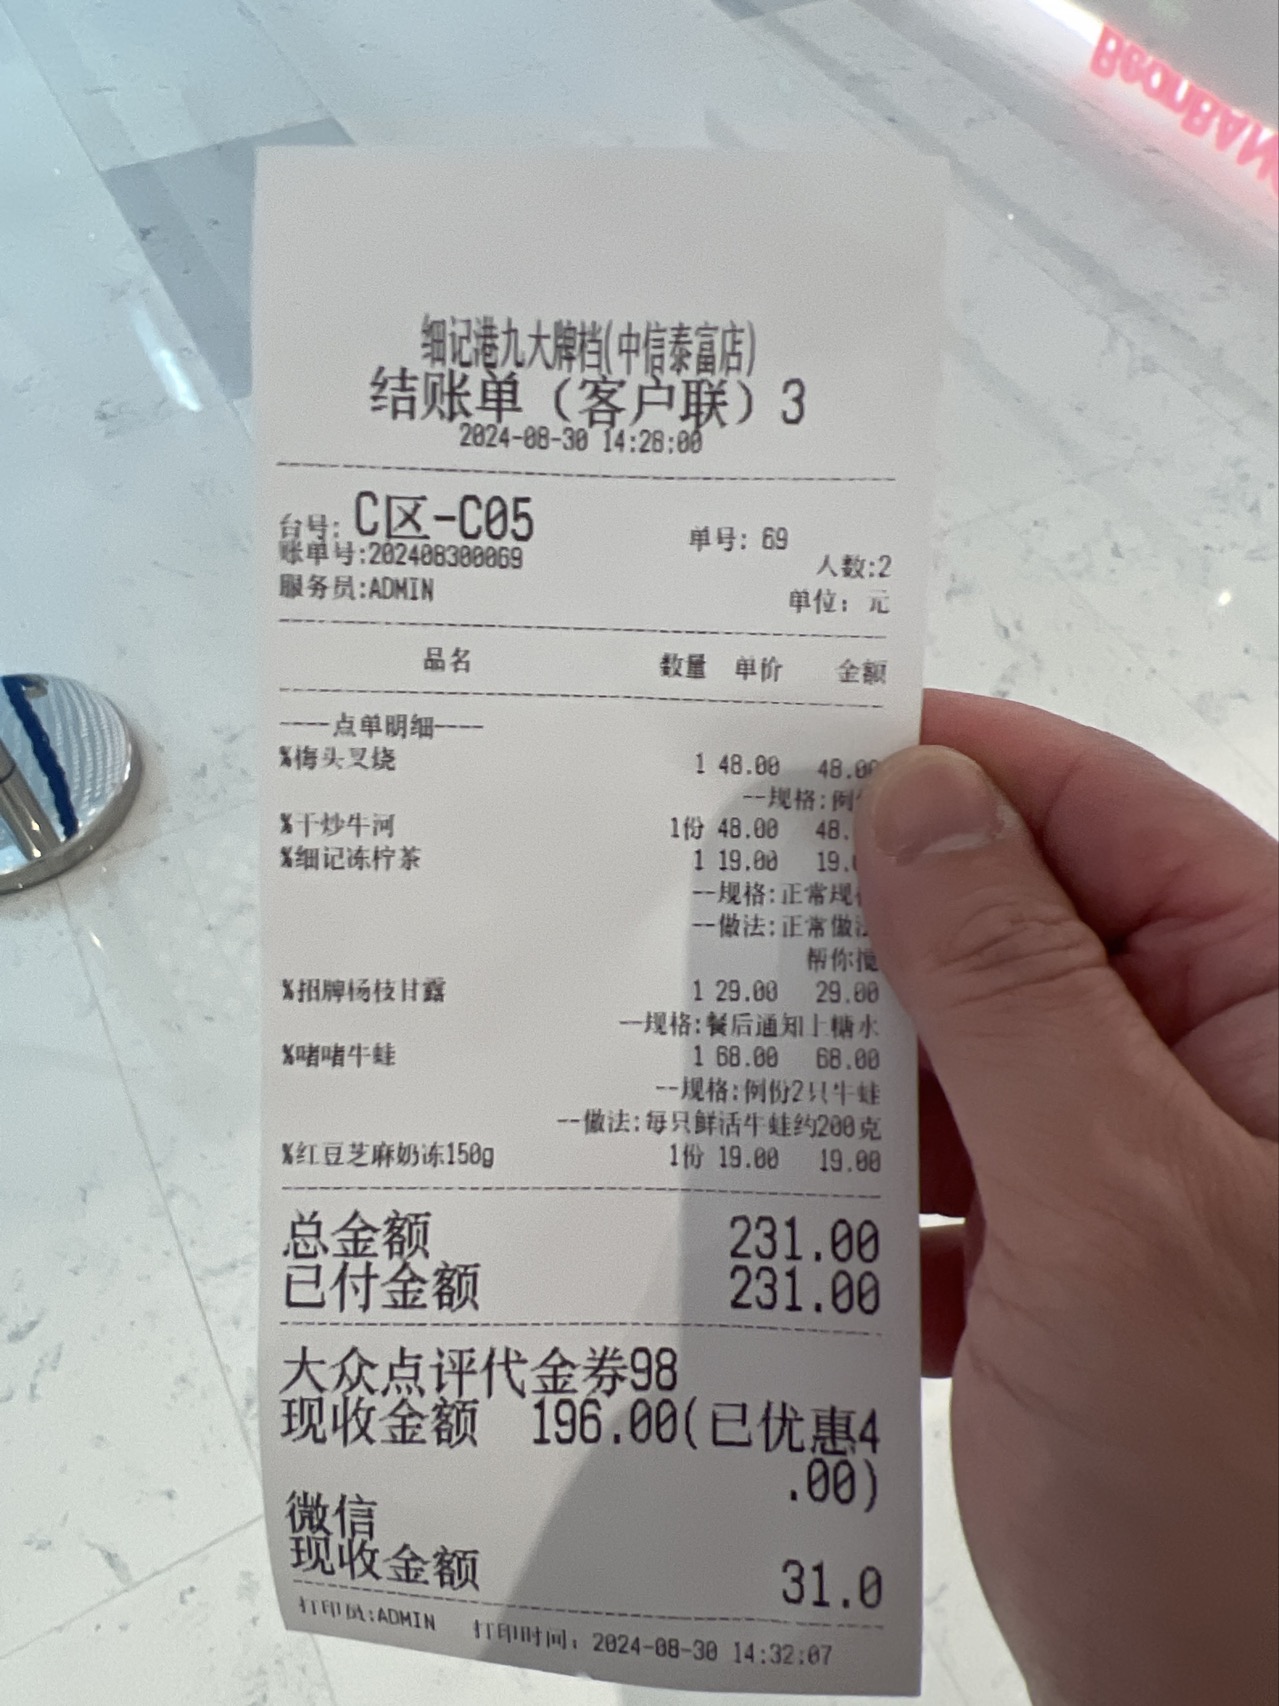 BeanBAN
细记港九大牌档(中信泰富店)
结账单（客户联）3
2024-08-30 14:28:00
台号: C区-C05 单号: 69
账单号:202408300069 人数:2
服务员:ADMIN 单位: 元
品名 数量 单价 金额
----点单明细----
%梅头叉烧 1 48.00 48.00
--规格:例
%干炒牛河 1份 48.00 48.
%细记冻柠茶 1 19.00 19.
--规格:正常规
--做法:正常做
帮你
%招牌杨枝甘露 1 29.00 29.00
--规格:餐后通知上糖水
%啫啫牛蛙 1 68.00 68.00
--规格:例份2只牛蛙
--做法:每只鲜活牛蛙约200克
%红豆芝麻奶冻150g 1份 19.00 19.00
总金额 231.00
已付金额 231.00
大众点评代金券98
现收金额 196.00(已优惠4
.00)
微信
现收金额 31.0
打印员:ADMIN 打印时间: 2024-08-30 14:32:07